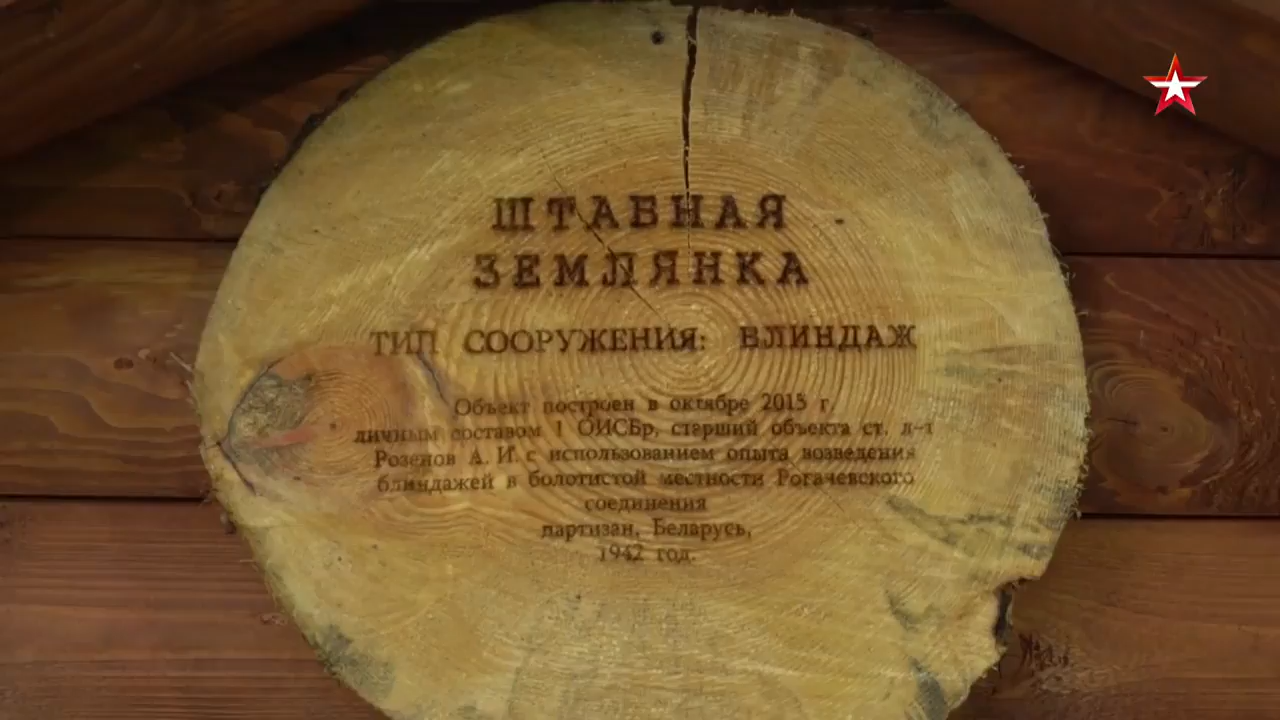 ШТАБНАЯ
ЗЕМЛЯНКА
ТИП СООРУЖЕНИЯ: БЛИНДАЖ
Объект построен в октябре 2015 г.
личным составом 1 ОИСБр, старший объекта ст. л-т
Розенов А. И. с использованием опыта возведения
блиндажей в болотистой местности Рогачевского
соединения
партизан, Беларусь,
1942 год.